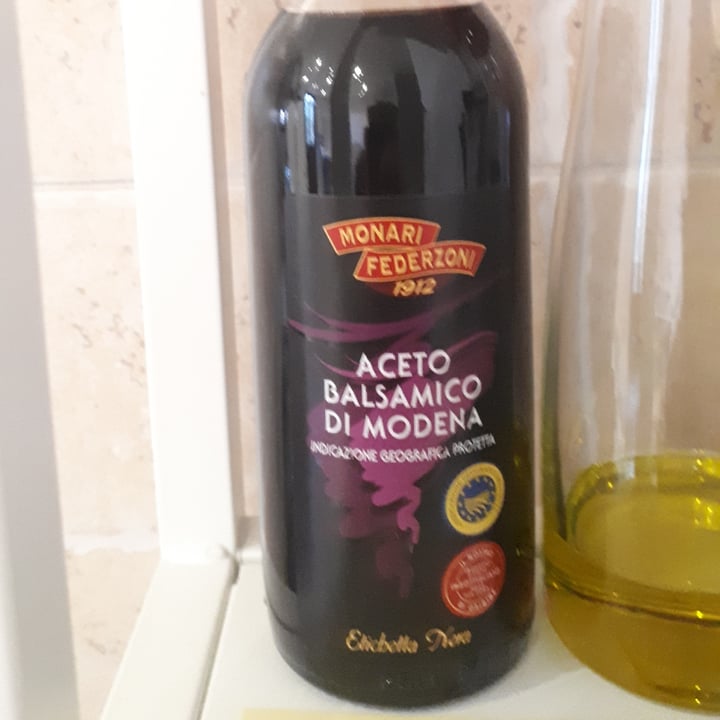 MONARI
FEDERZONI
1912
ACETO
BALSAMICO
DI MODENA
INDICAZIONE GEOGRAFICA PROTETTA
Etichetta Nera